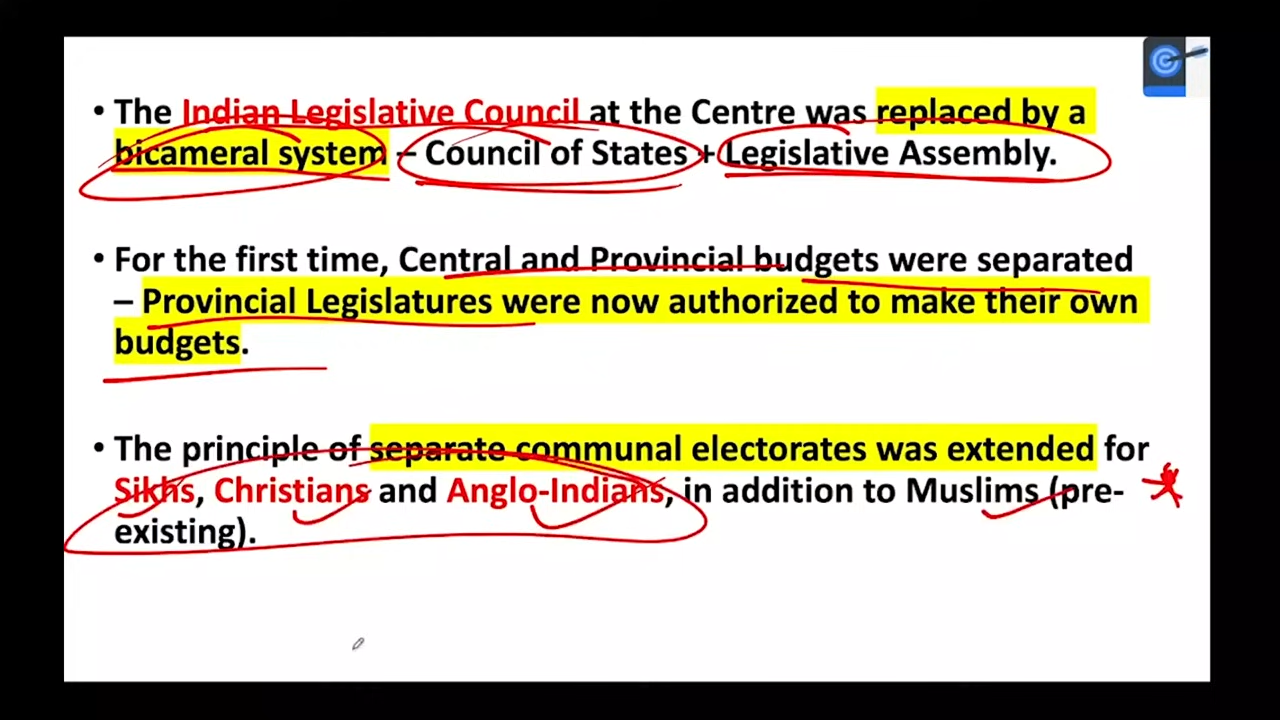 • The Indian Legislative Council at the Centre was replaced by a
bicameral system – Council of States + Legislative Assembly.
• For the first time, Central and Provincial budgets were separated
– Provincial Legislatures were now authorized to make their own
budgets.
• The principle of separate communal electorates was extended for
Sikhs, Christians and Anglo-Indians, in addition to Muslims (pre-
existing).